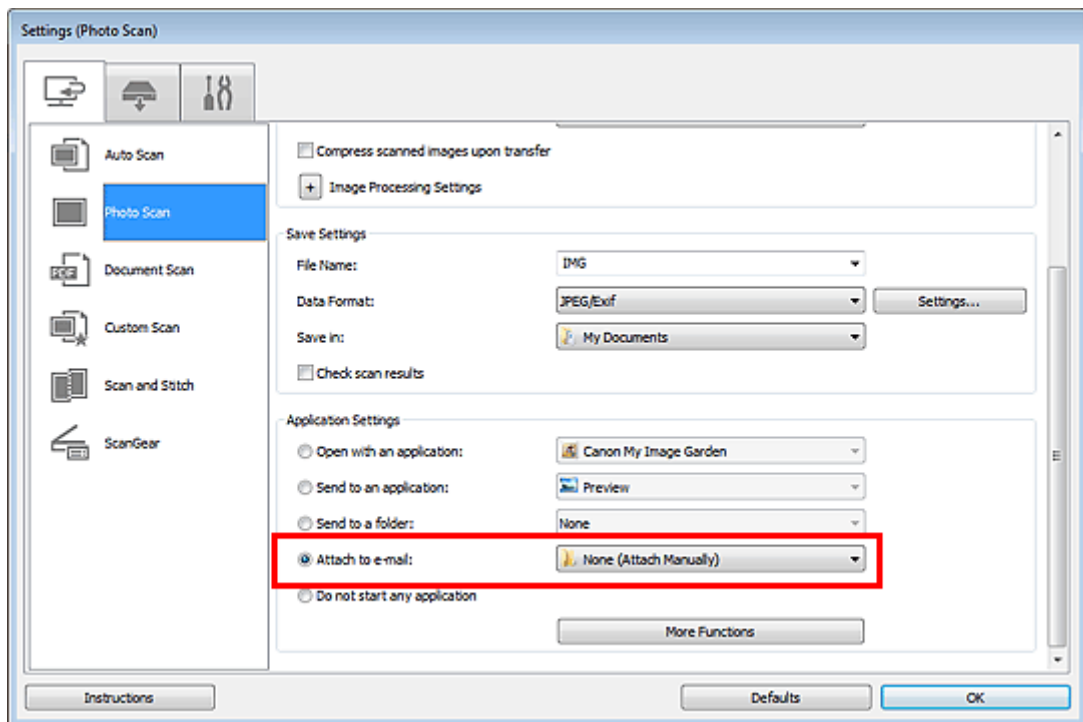 Settings (Photo Scan)
Auto Scan
Photo Scan
Document Scan
Custom Scan
Scan and Stitch
ScanGear
Compress scanned images upon transfer
+ Image Processing Settings
Save Settings
File Name: IMG
Data Format: JPEG/Exif Settings...
Save in: My Documents
Check scan results
Application Settings
Open with an application: Canon My Image Garden
Send to an application: Preview
Send to a folder: None
Attach to e-mail: None (Attach Manually)
Do not start any application
More Functions
Instructions Defaults OK